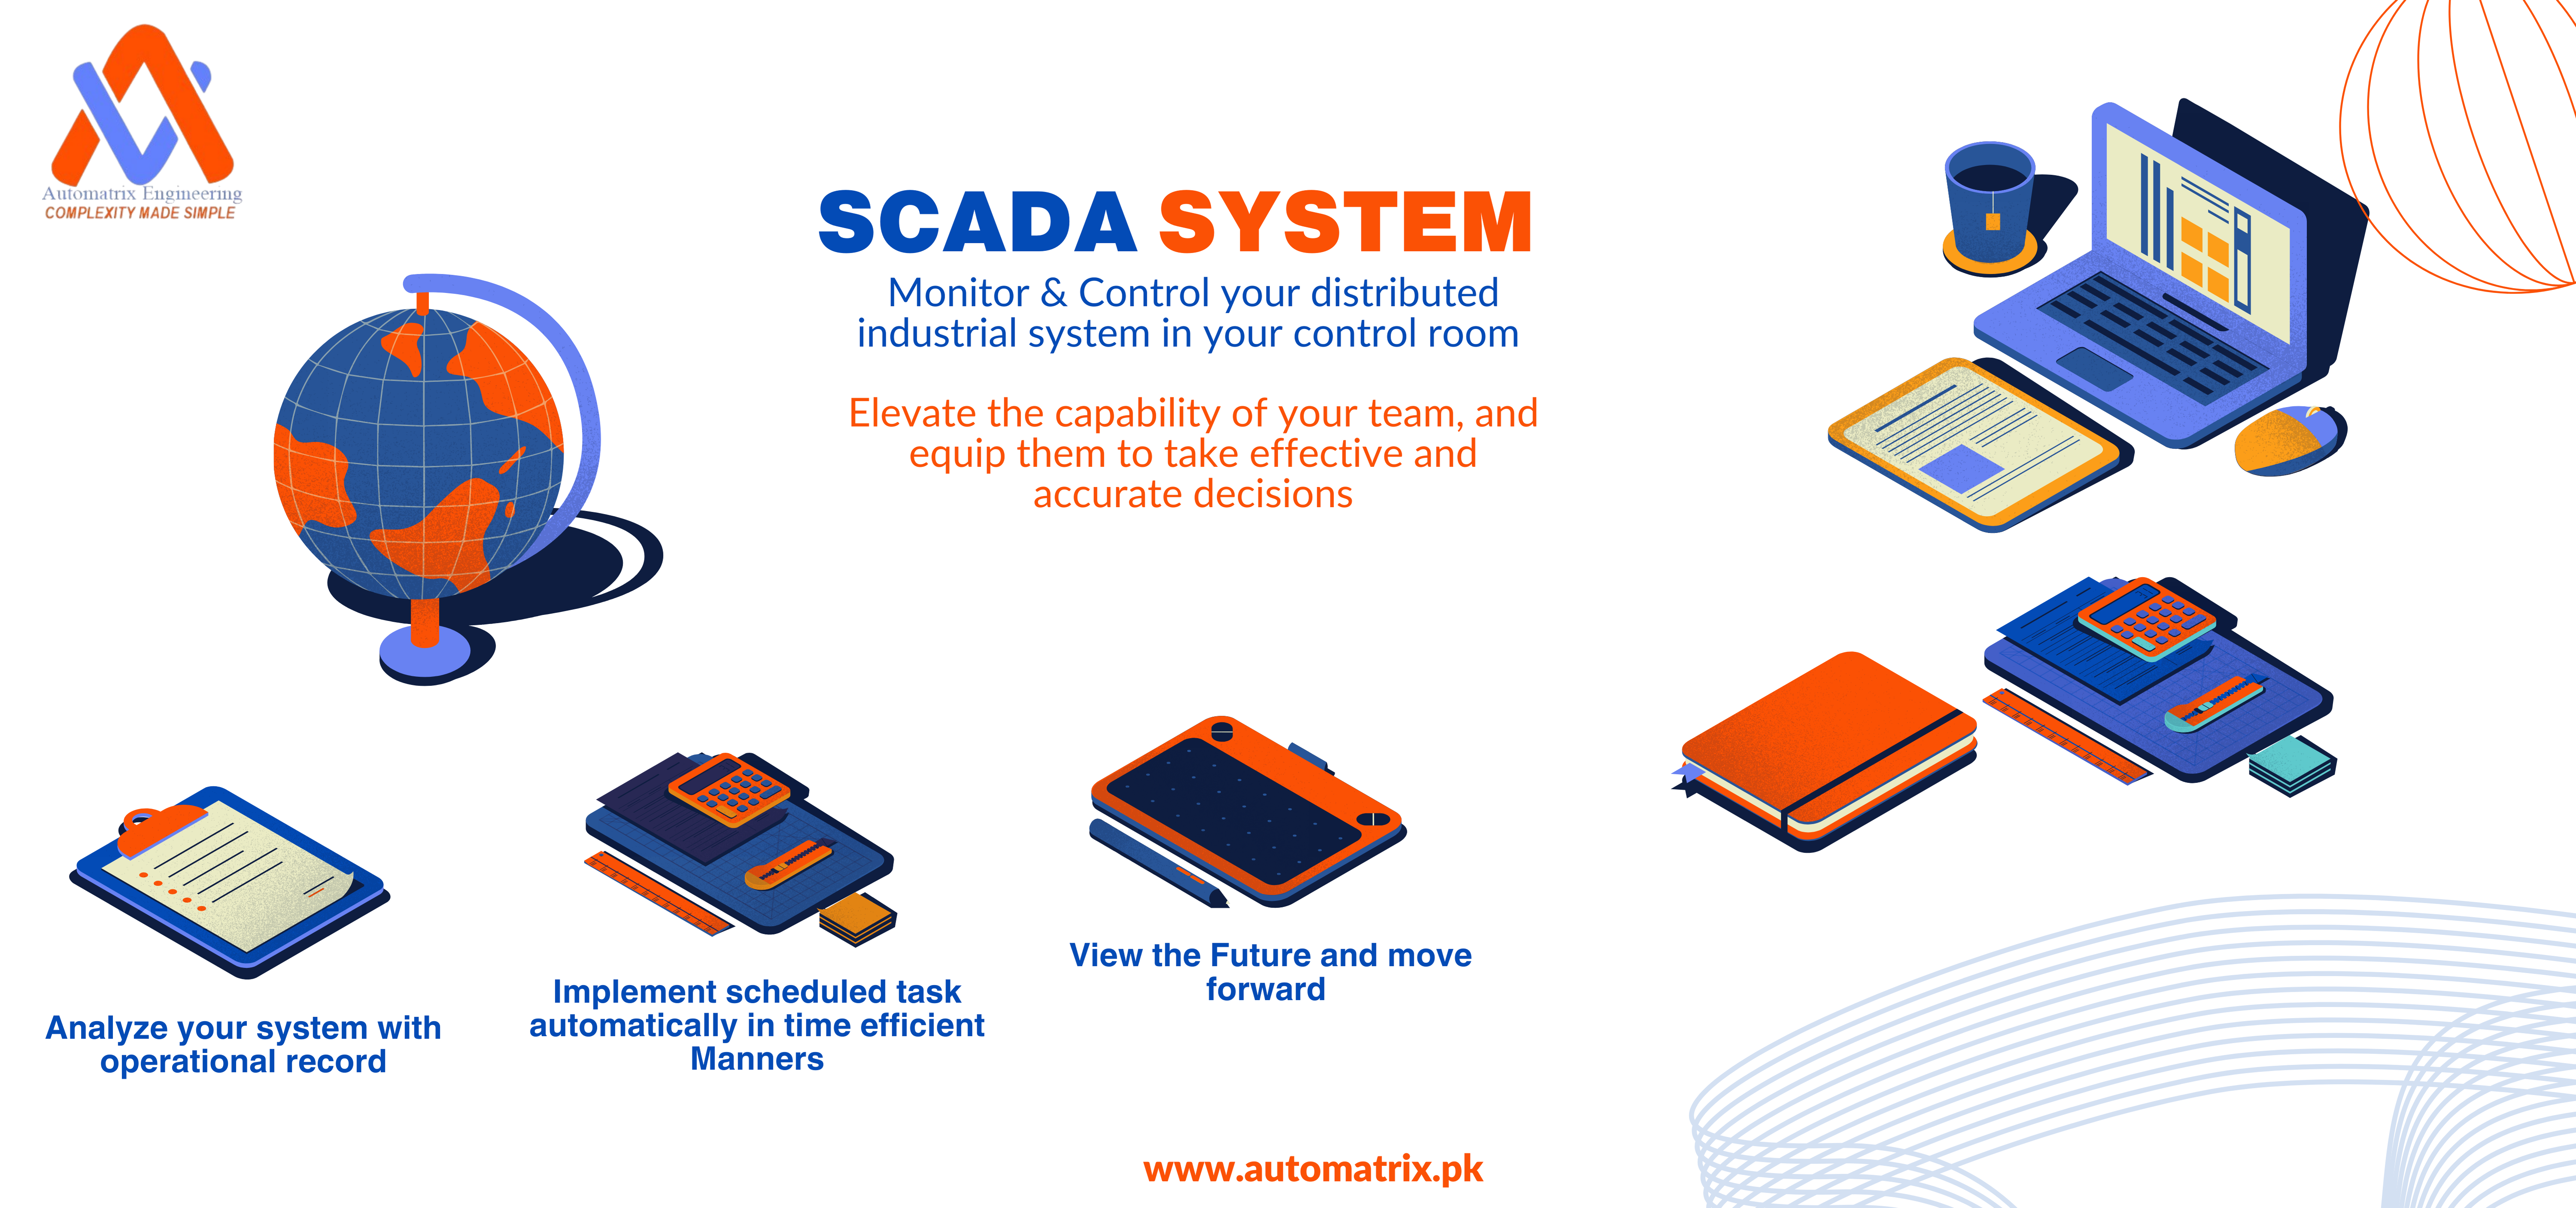 Automatrix Engineering
COMPLEXITY MADE SIMPLE
SCADA SYSTEM
Monitor & Control your distributed
industrial system in your control room
Elevate the capability of your team, and
equip them to take effective and
accurate decisions
Analyze your system with
operational record
Implement scheduled task
automatically in time efficient
Manners
View the Future and move
forward
www.automatrix.pk